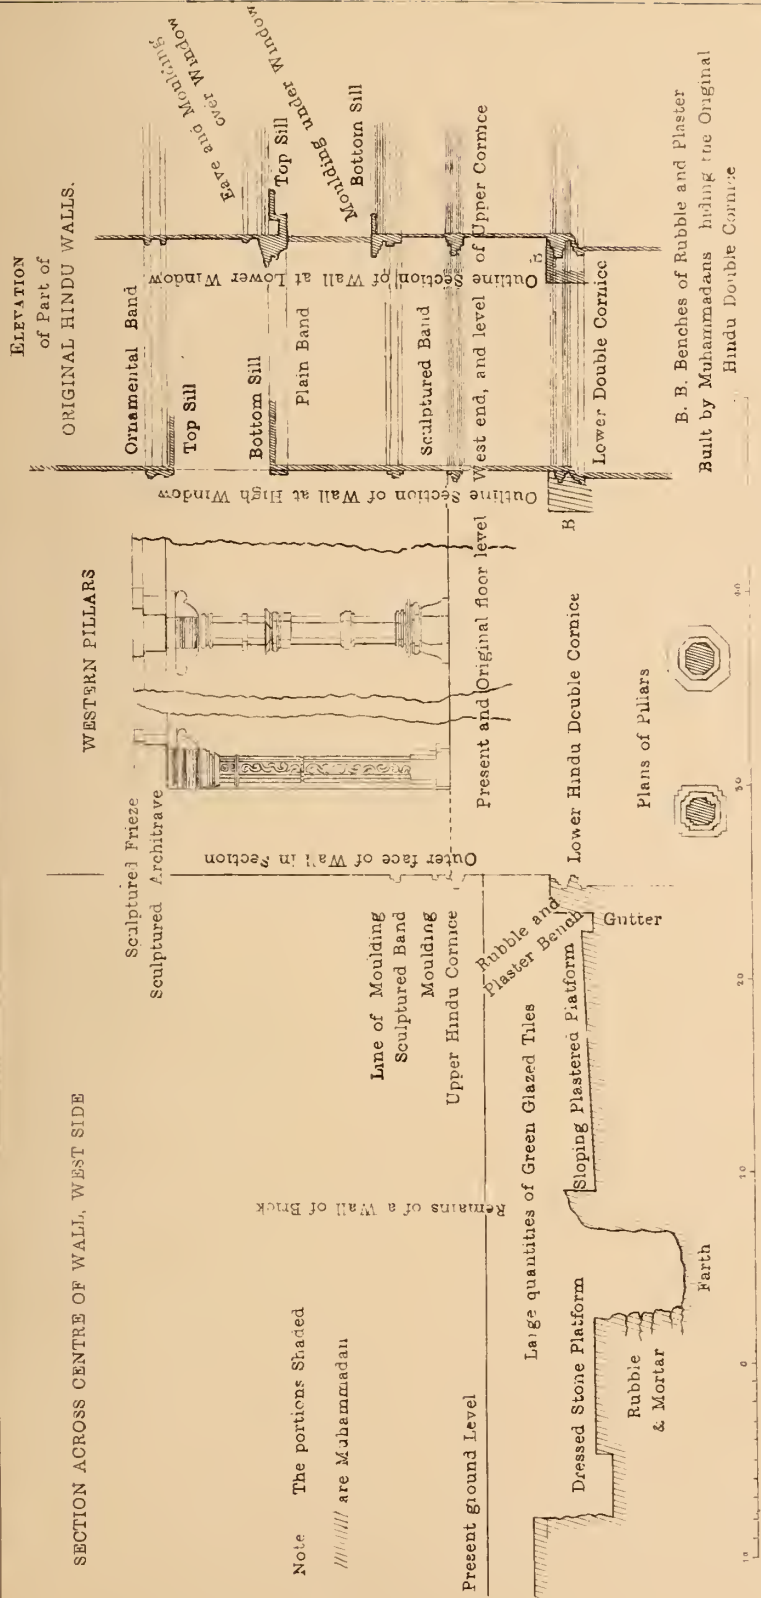 SECTION ACROSS CENTRE OF WALL, WEST SIDE
Note The portions Shaded
are Muhammadan
Present ground Level
Remains of a Wall of Brick
Large quantities of Green Glazed Tiles
Dressed Stone Platform
Sloping Plastered Platform
Rubble
& Mortar
Earth
Line of Moulding
Sculptured Band
Moulding
Upper Hindu Cornice
Rubble and
Plaster Bench
Gutter
WESTERN PILLARS
Sculptured Frieze
Sculptured Architrave
Outer face of Wall in Section
Present and Original floor level West end, and level of Upper Cornice
Lower Hindu Double Cornice
Plans of Pillars
ELEVATION
of Part of
ORIGINAL HINDU WALLS.
Ornamental Band
Top Sill
Bottom Sill
Plain Band
Sculptured Band
Outline Section of Wall at High Window
Outline Section of Wall at Lower Window
Eave and Moulding
over Window
Top Sill
Moulding under Window
Bottom Sill
B
B
Lower Double Cornice
B. B. Benches of Rubble and Plaster
Built by Muhammadans hiding the Original
Hindu Double Cornice
10 0 10 20 30 40